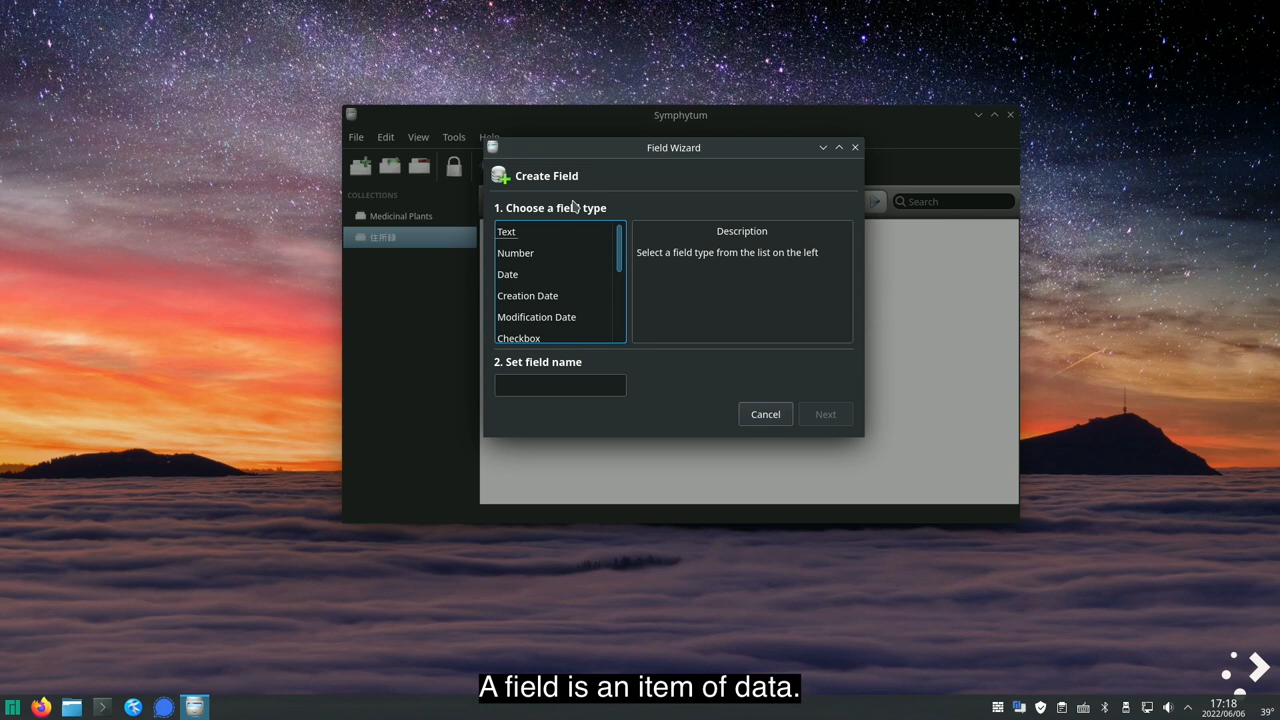 Symphytum
File Edit View Tools Help
Field Wizard
Create Field
COLLECTIONS
Medicinal Plants
住所録
Search
1. Choose a field type
Text
Number
Date
Creation Date
Modification Date
Checkbox
Description
Select a field type from the list on the left
2. Set field name
Cancel Next
A field is an item of data.
17:18
2022/06/06
39°